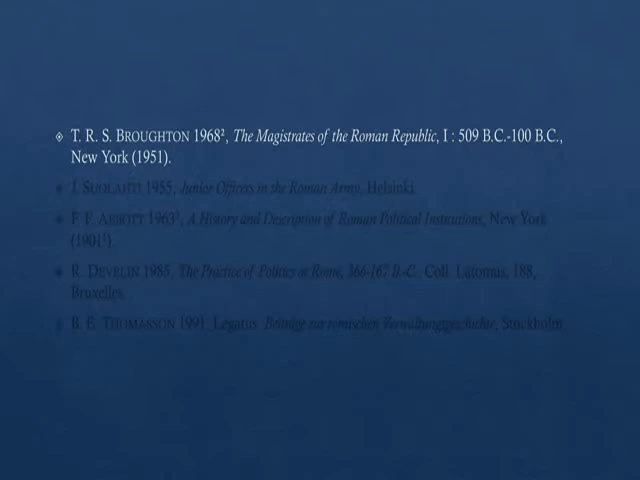 T. R. S. BROUGHTON 1968², The Magistrates of the Roman Republic, I : 509 B.C.-100 B.C.,
New York (1951).
J. SUOLAHTI 1955, Junior Officers in the Roman Army, Helsinki.
F. F. ABBOTT 1963³, A History and Description of Roman Political Institutions, New York
(1901¹).
R. DEVELIN 1985, The Practice of Politics at Rome, 366-167 B.-C., Coll. Latomus, 188,
Bruxelles.
B. E. THOMASSON 1991, Legatus. Beiträge zur römischen Verwaltungsgeschichte, Stockholm